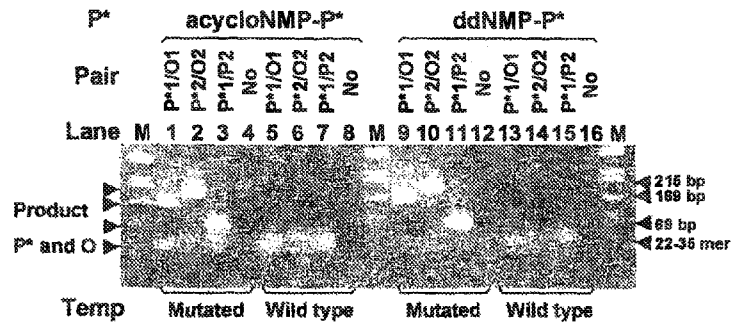 P* acycloNMP-P* ddNMP-P*
Pair P*1/O1 P*2/O2 P*1/P2 No P*1/O1 P*2/O2 P*1/P2 No P*1/O1 P*2/O2 P*1/P2 No P*1/O1 P*2/O2 P*1/P2 No
Lane M 1 2 3 4 5 6 7 8 M 9 10 11 12 13 14 15 16 M
215 bp
Product 169 bp
69 bp
P* and O 22-35 mer
Temp Mutated Wild type Mutated Wild type